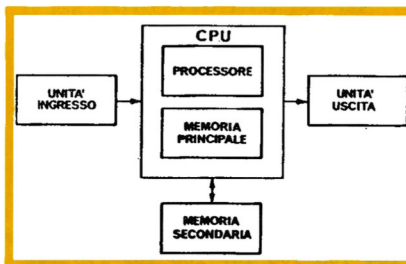 CPU
PROCESSORE
UNITA'
INGRESSO
MEMORIA
PRINCIPALE
UNITA'
USCITA
MEMORIA
SECONDARIA